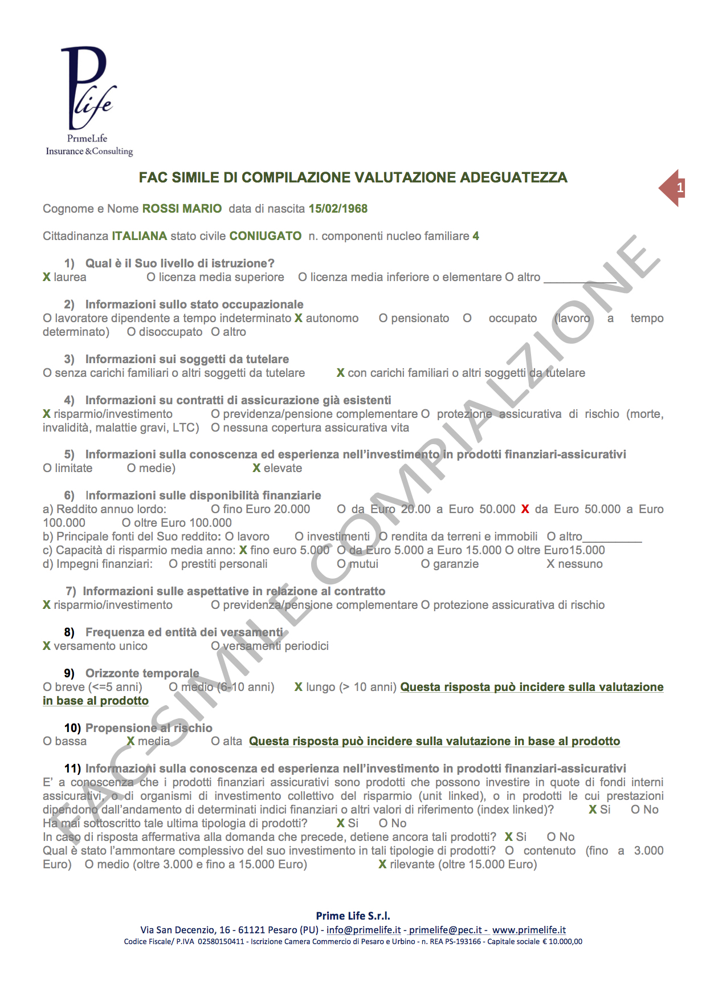 Plife
PrimeLife
Insurance &Consulting
FAC SIMILE DI COMPILAZIONE VALUTAZIONE ADEGUATEZZA
1
Cognome e Nome ROSSI MARIO data di nascita 15/02/1968
Cittadinanza ITALIANA stato civile CONIUGATO n. componenti nucleo familiare 4
1) Qual è il Suo livello di istruzione?
X laurea O licenza media superiore O licenza media inferiore o elementare O altro ___________
2) Informazioni sullo stato occupazionale
O lavoratore dipendente a tempo indeterminato X autonomo O pensionato O occupato (lavoro a tempo
determinato) O disoccupato O altro
3) Informazioni sui soggetti da tutelare
O senza carichi familiari o altri soggetti da tutelare X con carichi familiari o altri soggetti da tutelare
4) Informazioni su contratti di assicurazione già esistenti
X risparmio/investimento O previdenza/pensione complementare O protezione assicurativa di rischio (morte,
invalidità, malattie gravi, LTC) O nessuna copertura assicurativa vita
5) Informazioni sulla conoscenza ed esperienza nell'investimento in prodotti finanziari-assicurativi
O limitate O medie) X elevate
6) Informazioni sulle disponibilità finanziarie
a) Reddito annuo lordo: O fino Euro 20.000 O da Euro 20.00 a Euro 50.000 X da Euro 50.000 a Euro
100.000 O oltre Euro 100.000
b) Principale fonti del Suo reddito: O lavoro O investimenti O rendita da terreni e immobili O altro_________
c) Capacità di risparmio media anno: X fino euro 5.000 O da Euro 5.000 a Euro 15.000 O oltre Euro15.000
d) Impegni finanziari: O prestiti personali O mutui O garanzie X nessuno
7) Informazioni sulle aspettative in relazione al contratto
X risparmio/investimento O previdenza/pensione complementare O protezione assicurativa di rischio
8) Frequenza ed entità dei versamenti
X versamento unico O versamenti periodici
9) Orizzonte temporale
O breve (<=5 anni) O medio (6-10 anni) X lungo (> 10 anni) Questa risposta può incidere sulla valutazione
in base al prodotto
10) Propensione al rischio
O bassa X media O alta Questa risposta può incidere sulla valutazione in base al prodotto
11) Informazioni sulla conoscenza ed esperienza nell'investimento in prodotti finanziari-assicurativi
E' a conoscenza che i prodotti finanziari assicurativi sono prodotti che possono investire in quote di fondi interni
assicurativi, o di organismi di investimento collettivo del risparmio (unit linked), o in prodotti le cui prestazioni
dipendono dall'andamento di determinati indici finanziari o altri valori di riferimento (index linked)? X Si O No
Ha mai sottoscritto tale ultima tipologia di prodotti? X Si O No
In caso di risposta affermativa alla domanda che precede, detiene ancora tali prodotti? X Si O No
Qual è stato l'ammontare complessivo del suo investimento in tali tipologie di prodotti? O contenuto (fino a 3.000
Euro) O medio (oltre 3.000 e fino a 15.000 Euro) X rilevante (oltre 15.000 Euro)
FAC-SIMILE COMPIALZIONE
Prime Life S.r.l.
Via San Decenzio, 16 - 61121 Pesaro (PU) - info@primelife.it - primelife@pec.it - www.primelife.it
Codice Fiscale/ P.IVA 02580150411 - Iscrizione Camera Commercio di Pesaro e Urbino - n. REA PS-193166 - Capitale sociale € 10.000,00